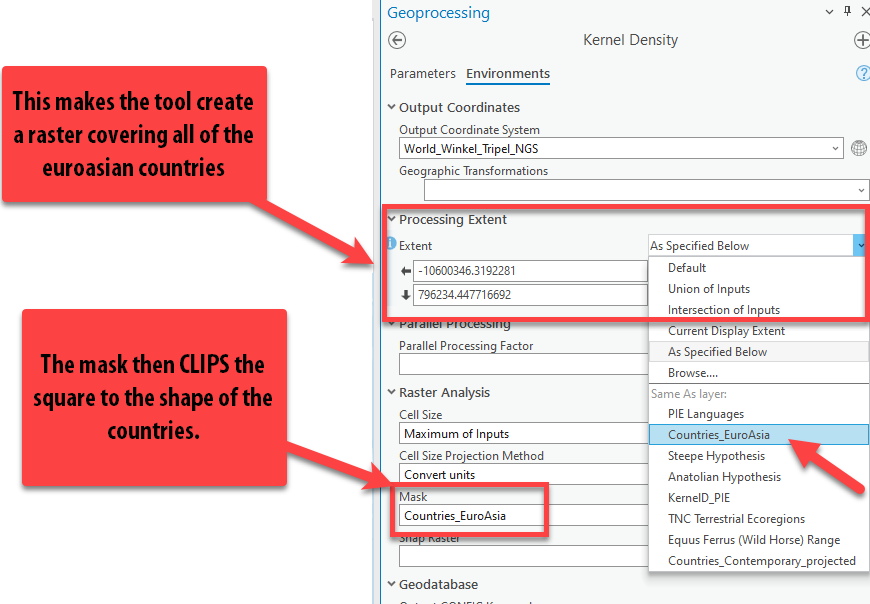 Geoprocessing
Kernel Density
Parameters Environments
Output Coordinates
Output Coordinate System
World_Winkel_Tripel_NGS
Geographic Transformations
This makes the tool create
a raster covering all of the
euroasian countries
Processing Extent
Extent
As Specified Below
-10600346.3192281
796234.447716692
Default
Union of Inputs
Intersection of Inputs
Current Display Extent
As Specified Below
Browse....
Same As layer:
PIE Languages
Countries_EuroAsia
Steepe Hypothesis
Anatolian Hypothesis
KernelD_PIE
TNC Terrestrial Ecoregions
Equus Ferrus (Wild Horse) Range
Countries_Contemporary_projected
Parallel Processing
Parallel Processing Factor
The mask then CLIPS the
square to the shape of the
countries.
Raster Analysis
Cell Size
Maximum of Inputs
Cell Size Projection Method
Convert units
Mask
Countries_EuroAsia
Snap Raster
Geodatabase
Output CONFIG Keyword